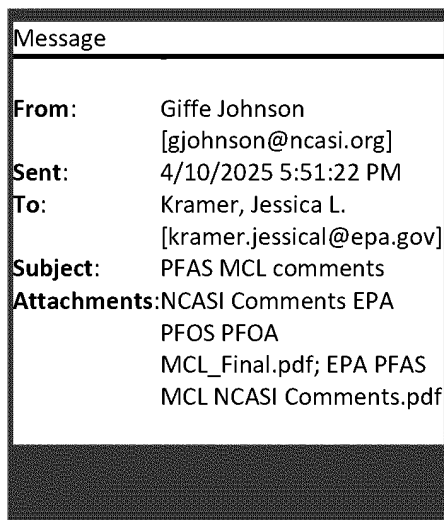 Message
From: Giffe Johnson
[gjohnson@ncasi.org]
Sent: 4/10/2025 5:51:22 PM
To: Kramer, Jessica L.
[kramer.jessical@epa.gov]
Subject: PFAS MCL comments
Attachments:NCASI Comments EPA
PFOS PFOA
MCL_Final.pdf; EPA PFAS
MCL NCASI Comments.pdf